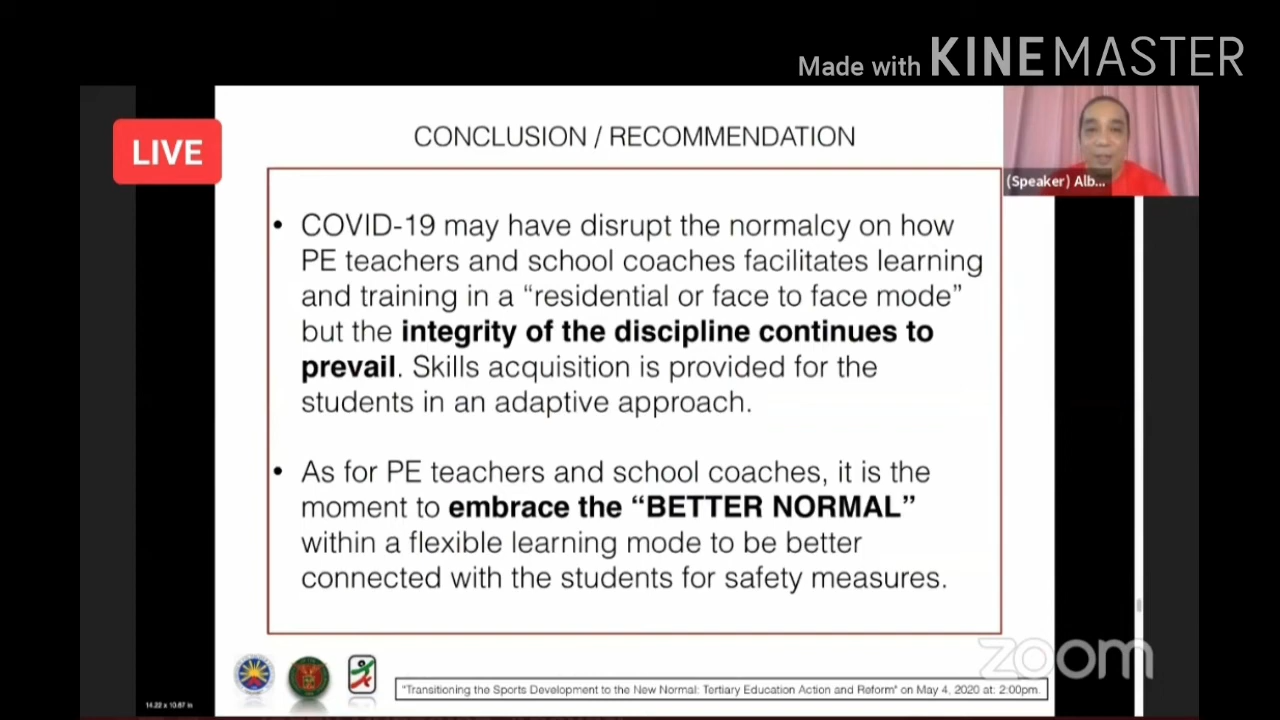 Made with KINEMASTER
LIVE
CONCLUSION / RECOMMENDATION
(Speaker) Alb...
• COVID-19 may have disrupt the normalcy on how
PE teachers and school coaches facilitates learning
and training in a “residential or face to face mode”
but the integrity of the discipline continues to
prevail. Skills acquisition is provided for the
students in an adaptive approach.
• As for PE teachers and school coaches, it is the
moment to embrace the “BETTER NORMAL”
within a flexible learning mode to be better
connected with the students for safety measures.
zoom
"Transitioning the Sports Development to the New Normal: Tertiary Education Action and Reform" on May 4, 2020 at: 2:00pm.
14.22 x 10.67 in